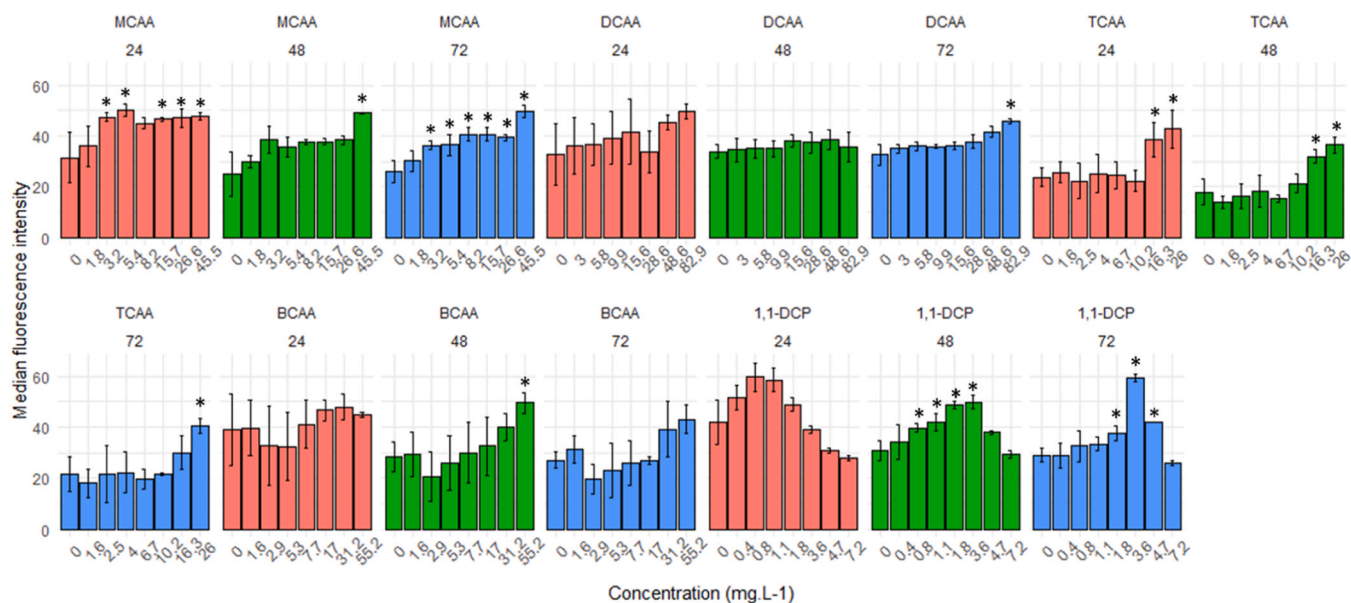 MCAA MCAA MCAA DCAA DCAA DCAA TCAA TCAA
24 48 72 24 48 72 24 48
60
40
20
0
* * * * * * * * * * * * * * * * *
0 1.8 3.2 5.4 8.2 15.7 26.6 45.5 0 1.8 3.2 5.4 8.2 15.7 26.6 45.5 0 1.8 3.2 5.4 8.2 15.7 26.6 45.5 0 3 5.8 9.9 15.6 28.6 48.6 82.9 0 3 5.8 9.9 15.6 28.6 48.6 82.9 0 3 5.8 9.9 15.6 28.6 48.6 82.9 0 1.6 2.5 4 6.7 10.2 16.3 26 0 1.6 2.5 4 6.7 10.2 16.3 26
Median fluorescence intensity
TCAA BCAA BCAA BCAA 1,1-DCP 1,1-DCP 1,1-DCP
72 24 48 72 24 48 72
60
40
20
0
* * * * * * * * *
0 1.6 2.5 4 6.7 10.2 16.3 26 0 1.6 2.9 5.3 7.7 17 31.2 55.2 0 1.6 2.9 5.3 7.7 17 31.2 55.2 0 1.6 2.9 5.3 7.7 17 31.2 55.2 0 0.4 0.8 1.1 1.8 3.6 4.7 7.2 0 0.4 0.8 1.1 1.8 3.6 4.7 7.2 0 0.4 0.8 1.1 1.8 3.6 4.7 7.2
Concentration (mg.L-1)